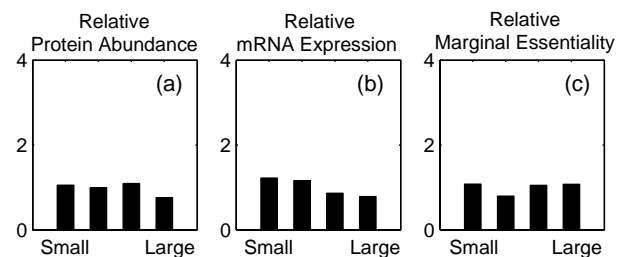 Relative
Protein Abundance
Relative
mRNA Expression
Relative
Marginal Essentiality
4
2
0
(a)
Small Large
4
2
0
(b)
Small Large
4
2
0
(c)
Small Large